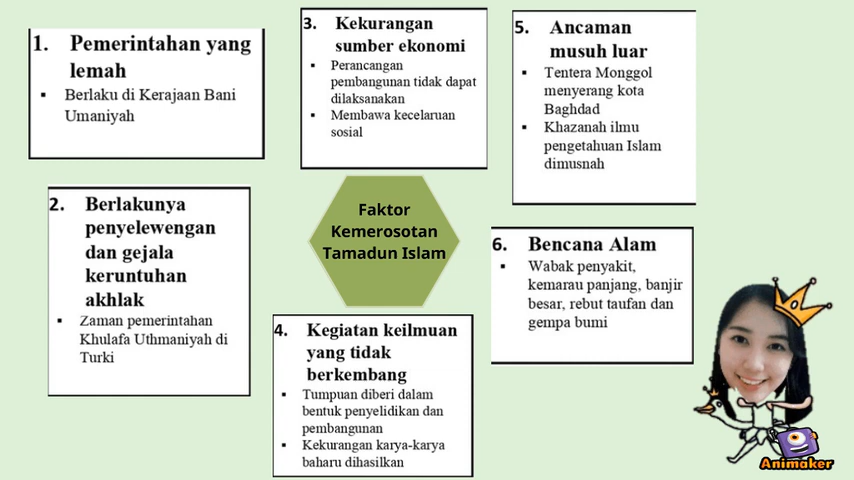 1. Pemerintahan yang
lemah
▪ Berlaku di Kerajaan Bani
Umaniyah
2. Berlakunya
penyelewengan
dan gejala
keruntuhan
akhlak
▪ Zaman pemerintahan
Khulafa Uthmaniyah di
Turki
3. Kekurangan
sumber ekonomi
▪ Perancangan
pembangunan tidak dapat
dilaksanakan
▪ Membawa kecelaruan
sosial
Faktor
Kemerosotan
Tamadun Islam
4. Kegiatan keilmuan
yang tidak
berkembang
▪ Tumpuan diberi dalam
bentuk penyelidikan dan
pembangunan
▪ Kekurangan karya-karya
baharu dihasilkan
5. Ancaman
musuh luar
▪ Tentera Monggol
menyerang kota
Baghdad
▪ Khazanah ilmu
pengetahuan Islam
dimusnah
6. Bencana Alam
▪ Wabak penyakit,
kemarau panjang, banjir
besar, rebut taufan dan
gempa bumi
Animaker